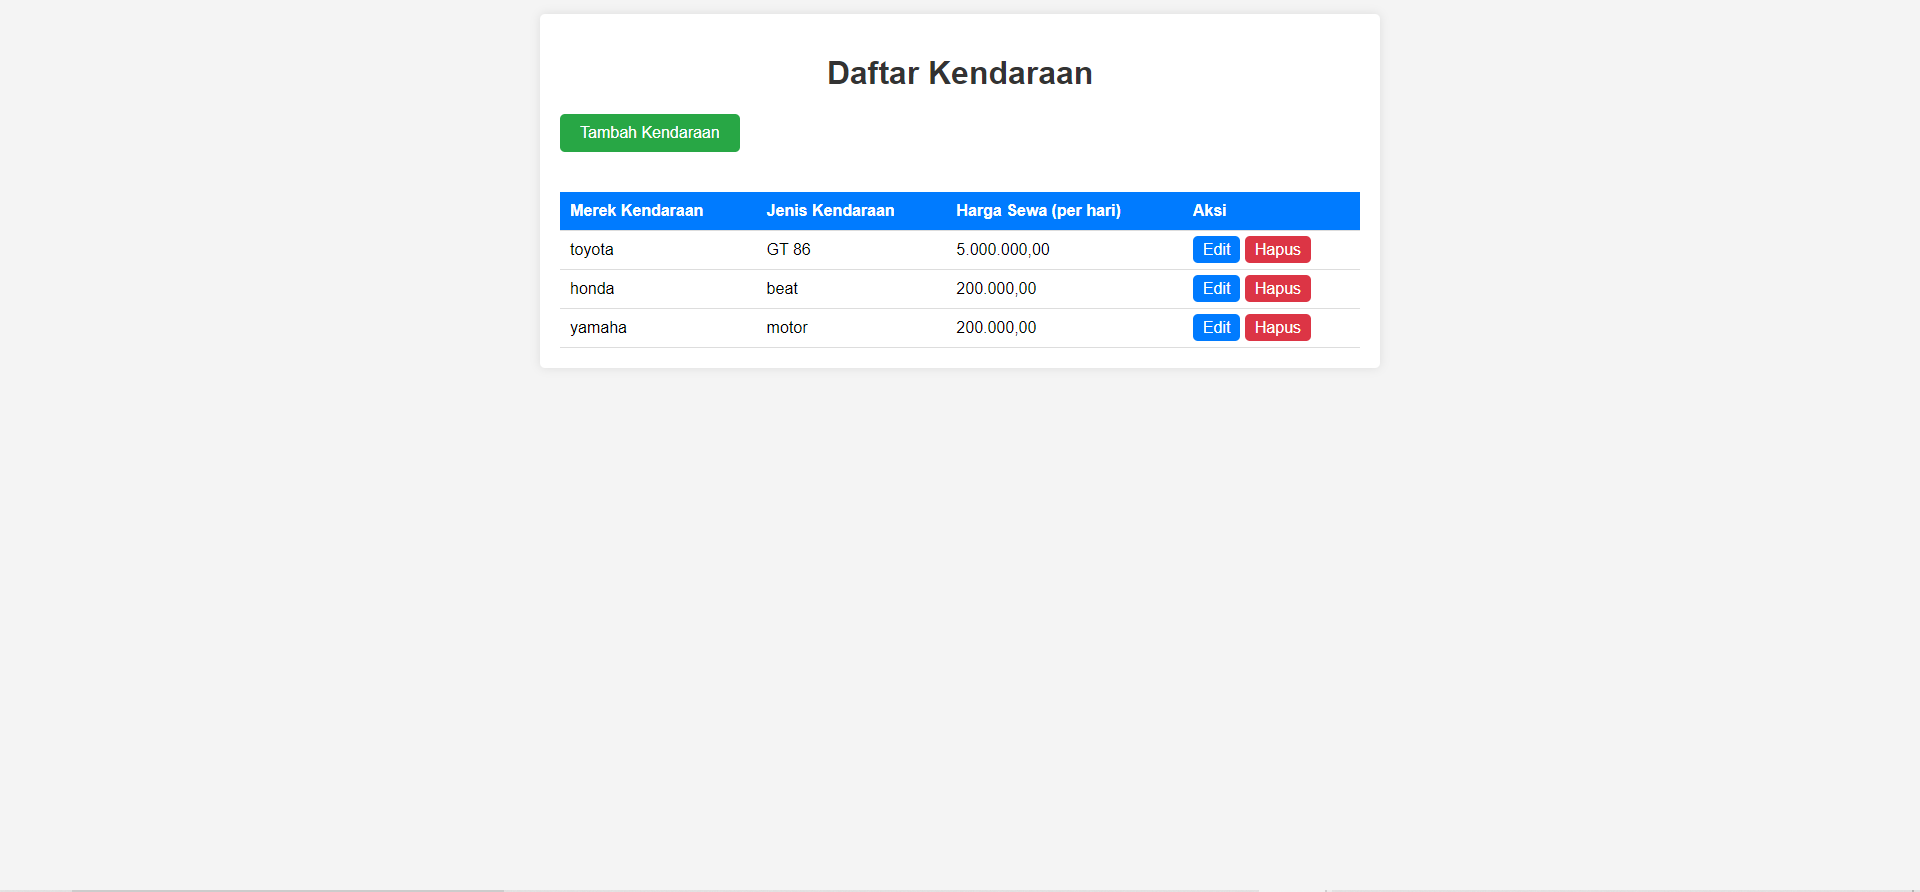 Daftar Kendaraan
Tambah Kendaraan
Merek Kendaraan Jenis Kendaraan Harga Sewa (per hari) Aksi
toyota GT 86 5.000.000,00 Edit Hapus
honda beat 200.000,00 Edit Hapus
yamaha motor 200.000,00 Edit Hapus